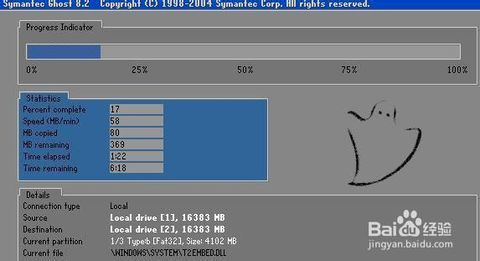 Symantec Ghost 8.2 Copyright (C) 1998-2004 Symantec Corp. All rights reserved.
Progress Indicator
0% 25% 50% 75% 100%
Statistics
Percent complete 17
Speed (MB/min) 58
MB copied 80
MB remaining 369
Time elapsed 1:22
Time remaining 6:18
Details
Connection type Local
Source Local drive [1], 16383 MB
Destination Local drive [2], 16383 MB
Current partition 1/3 Type:b [Fat32], Size: 4102 MB
Current file \WINDOWS\SYSTEM\T2EMBED.DLL
Bai du 经验
jingyan.baidu.com